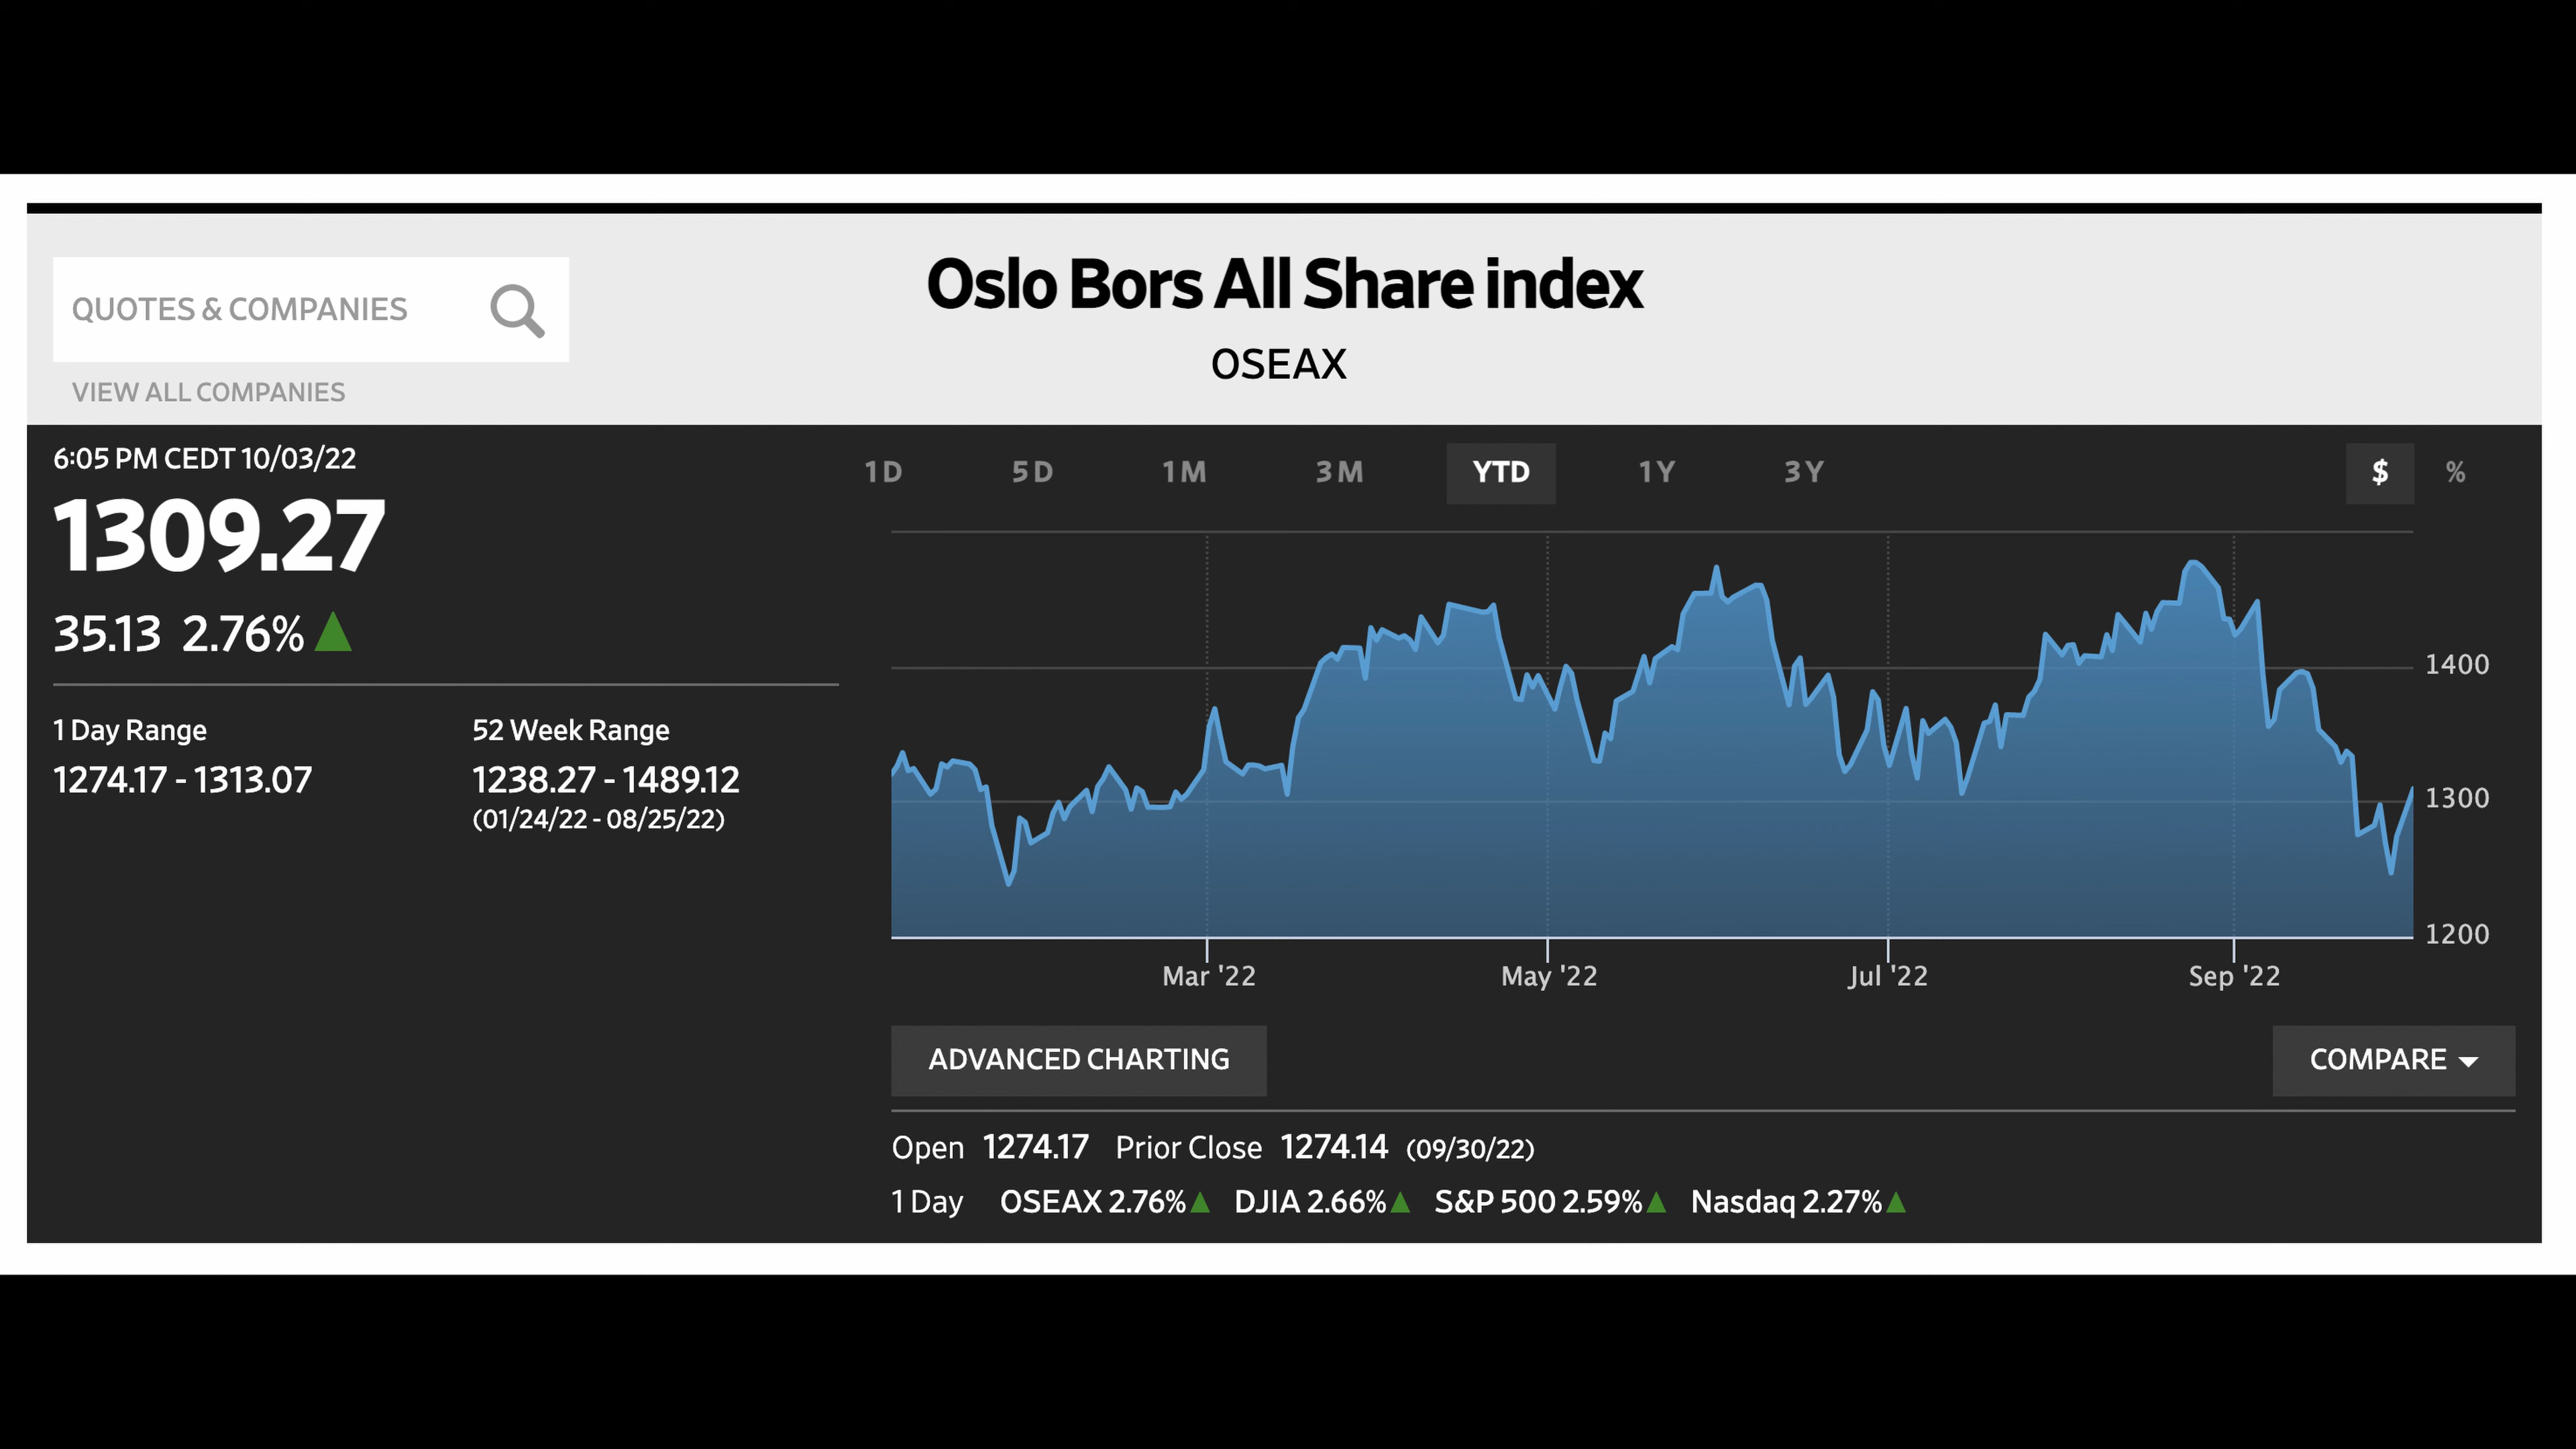 QUOTES & COMPANIES
VIEW ALL COMPANIES
Oslo Bors All Share index
OSEAX
6:05 PM CEDT 10/03/22
1309.27
35.13 2.76%
1 Day Range
1274.17 - 1313.07
52 Week Range
1238.27 - 1489.12
(01/24/22 - 08/25/22)
1D 5D 1M 3M YTD 1Y 3Y $ %
1400
1300
1200
Mar '22 May '22 Jul '22 Sep '22
ADVANCED CHARTING COMPARE
Open 1274.17 Prior Close 1274.14 (09/30/22)
1 Day OSEAX 2.76% DJIA 2.66% S&P 500 2.59% Nasdaq 2.27%